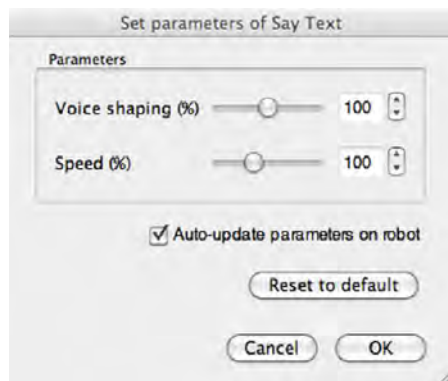 Set parameters of Say Text
Parameters
Voice shaping (%) 100
Speed (%) 100
Auto-update parameters on robot
Reset to default
Cancel OK